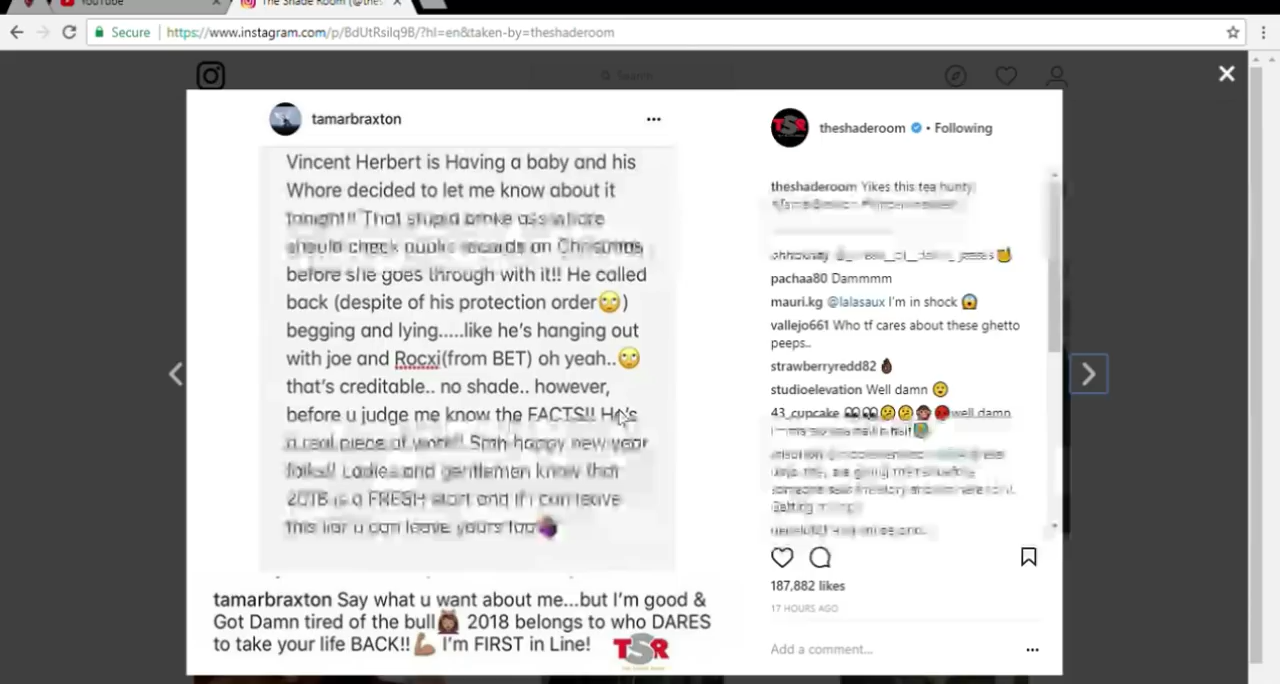 YouTube
The Shade Room (@thes
Secure https://www.instagram.com/p/BdUtRsilq9B/?hl=en&taken-by=theshaderoom
Search
tamarbraxton
Vincent Herbert is Having a baby and his
Whore decided to let me know about it
tonight!! That stupid broke ass whore
should check public records on Christmas
before she goes through with it!! He called
back (despite of his protection order🙄)
begging and lying.....like he's hanging out
with joe and Rocxi(from BET) oh yeah..🙄
that's creditable.. no shade.. however,
before u judge me know the FACTS!! He's
a real piece of work!! Smh happy new year
folks!! Ladies and gentleman know that
2018 is a FRESH start and if i can leave
this liar u can leave yours too
tamarbraxton Say what u want about me...but I'm good &
Got Damn tired of the bull 2018 belongs to who DARES
to take your life BACK!!💪🏽 I'm FIRST in Line!
TSR
TSR
theshaderoom • Following
theshaderoom Yikes this tea hunty
pachaa80 Dammmm
mauri.kg @lalasaux I'm in shock 😱
vallejo661 Who tf cares about these ghetto
peeps..
strawberryredd82
studioelevation Well damn 😮
43_cupcake 👀👀 well damn
187,882 likes
17 HOURS AGO
Add a comment...